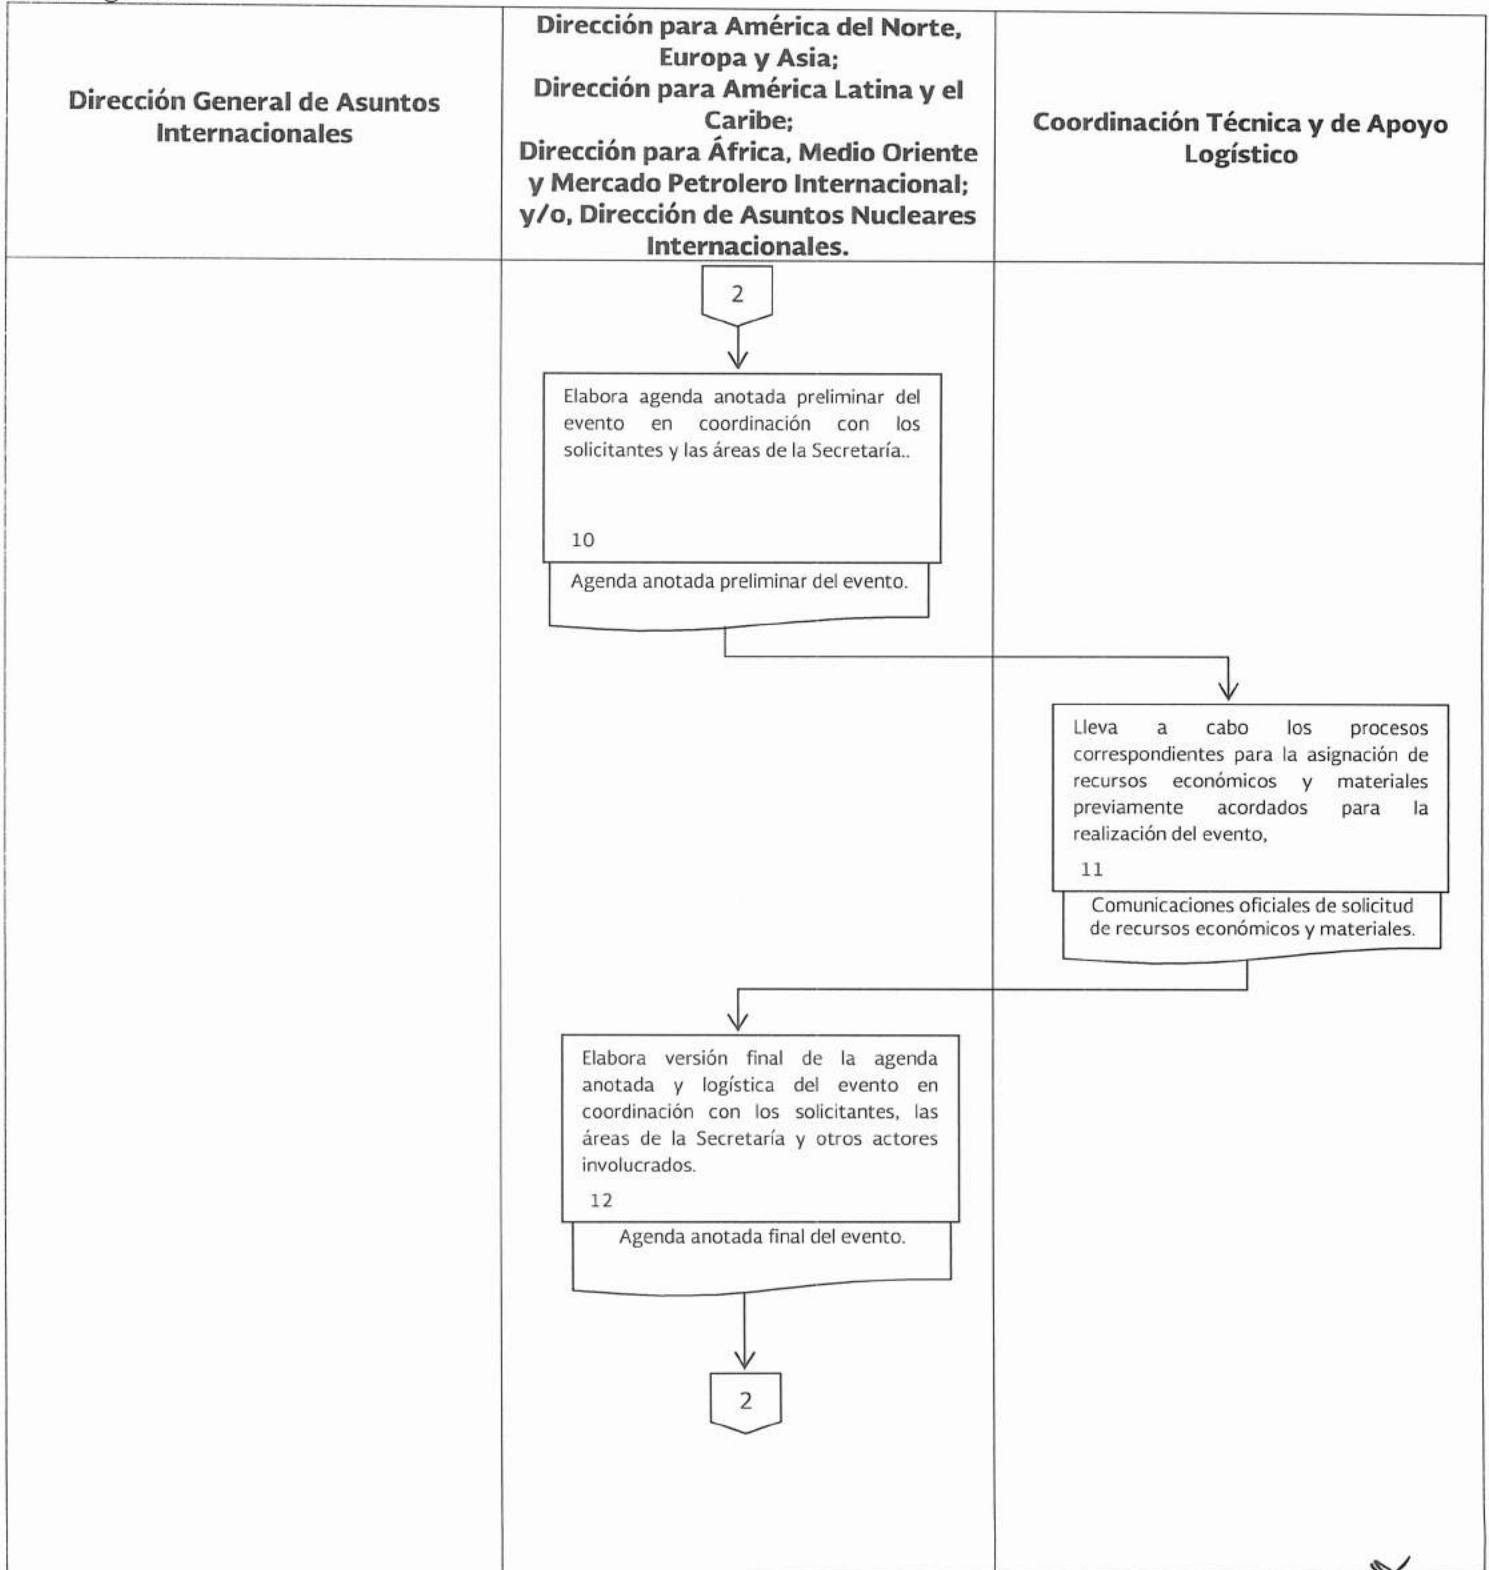 Dirección General de Asuntos
Internacionales
Dirección para América del Norte,
Europa y Asia;
Dirección para América Latina y el
Caribe;
Dirección para África, Medio Oriente
y Mercado Petrolero Internacional;
y/o, Dirección de Asuntos Nucleares
Internacionales.
Coordinación Técnica y de Apoyo
Logístico
2
Elabora agenda anotada preliminar del
evento en coordinación con los
solicitantes y las áreas de la Secretaría..
10
Agenda anotada preliminar del evento.
Lleva a cabo los procesos
correspondientes para la asignación de
recursos económicos y materiales
previamente acordados para la
realización del evento,
11
Comunicaciones oficiales de solicitud
de recursos económicos y materiales.
Elabora versión final de la agenda
anotada y logística del evento en
coordinación con los solicitantes, las
áreas de la Secretaría y otros actores
involucrados.
12
Agenda anotada final del evento.
2